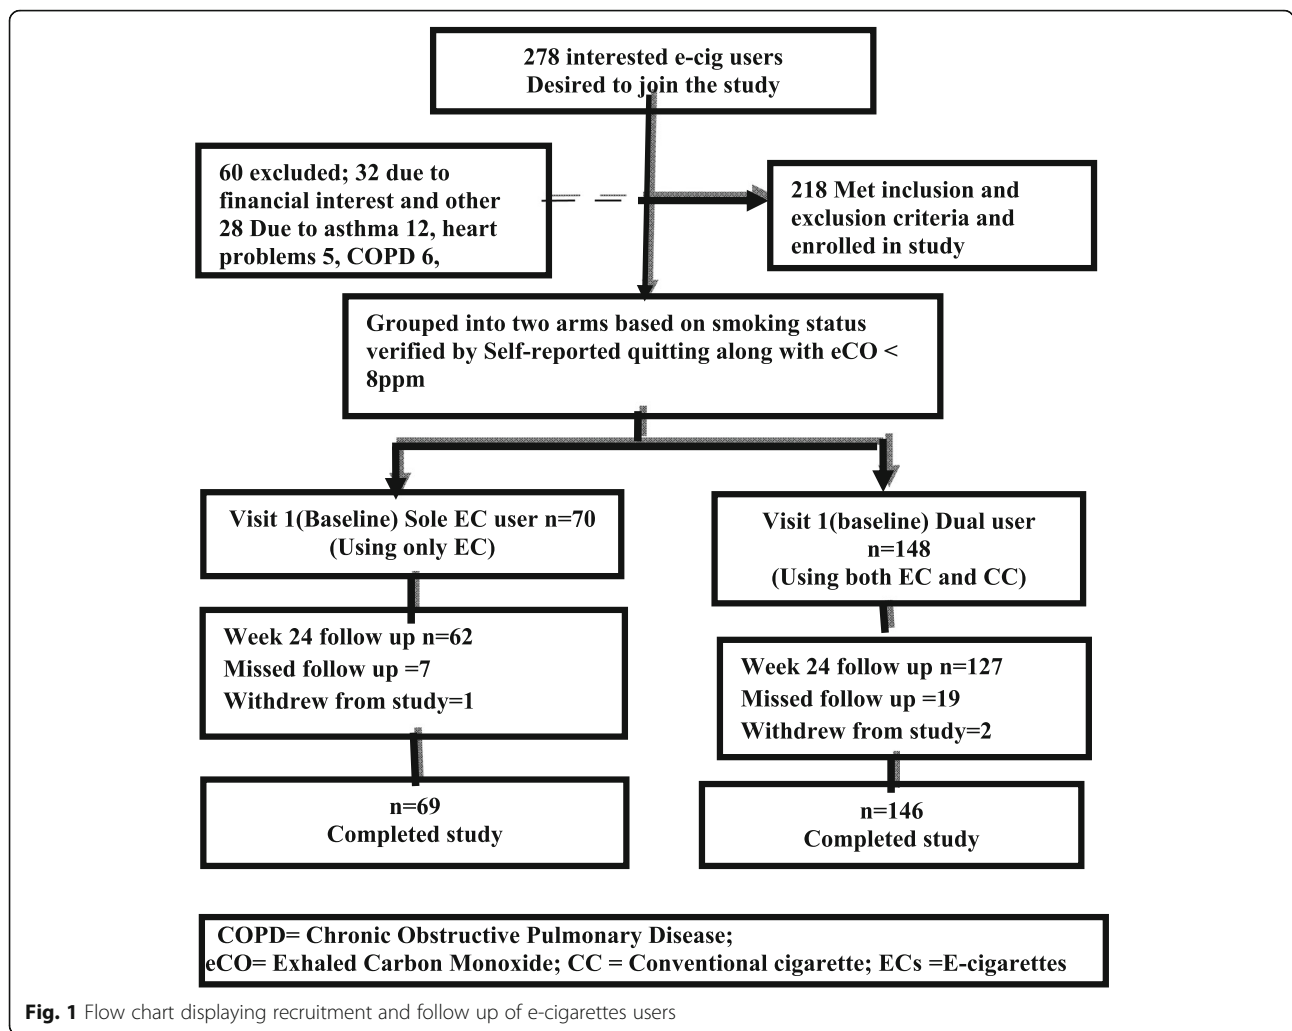 278 interested e-cig users
Desired to join the study
60 excluded; 32 due to
financial interest and other
28 Due to asthma 12, heart
problems 5, COPD 6,
218 Met inclusion and
exclusion criteria and
enrolled in study
Grouped into two arms based on smoking status
verified by Self-reported quitting along with eCO <
8ppm
Visit 1(Baseline) Sole EC user n=70
(Using only EC)
Visit 1(baseline) Dual user
n=148
(Using both EC and CC)
Week 24 follow up n=62
Missed follow up =7
Withdrew from study=1
Week 24 follow up n=127
Missed follow up =19
Withdrew from study=2
n=69
Completed study
n=146
Completed study
COPD= Chronic Obstructive Pulmonary Disease;
eCO= Exhaled Carbon Monoxide; CC = Conventional cigarette; ECs =E-cigarettes
Fig. 1 Flow chart displaying recruitment and follow up of e-cigarettes users